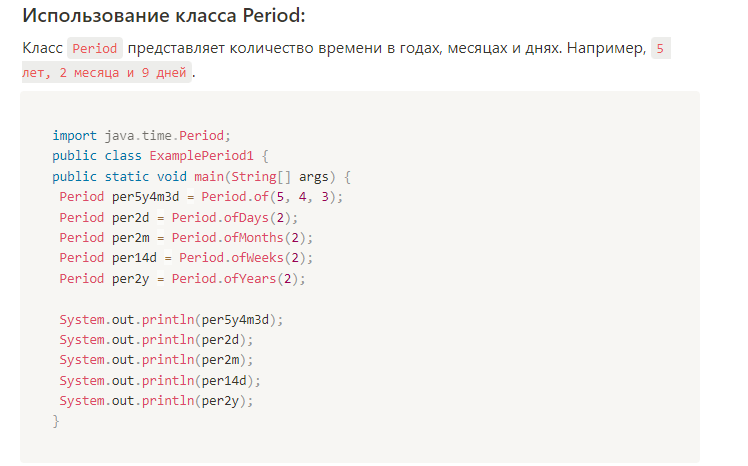 Использование класса Period:
Класс Period представляет количество времени в годах, месяцах и днях. Например, 5
лет, 2 месяца и 9 дней.
import java.time.Period;
public class ExamplePeriod1 {
public static void main(String[] args) {
 Period per5y4m3d = Period.of(5, 4, 3);
 Period per2d = Period.ofDays(2);
 Period per2m = Period.ofMonths(2);
 Period per14d = Period.ofWeeks(2);
 Period per2y = Period.ofYears(2);

 System.out.println(per5y4m3d);
 System.out.println(per2d);
 System.out.println(per2m);
 System.out.println(per14d);
 System.out.println(per2y);
}